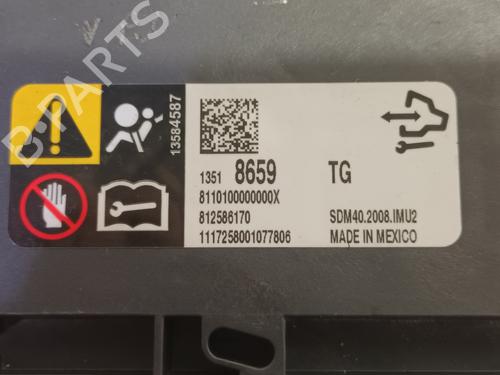 B-PARTS
13584587
1351 8659 TG
8110100000000X
812586170 SDM40.2008.IMU2
1117258001077806 MADE IN MEXICO